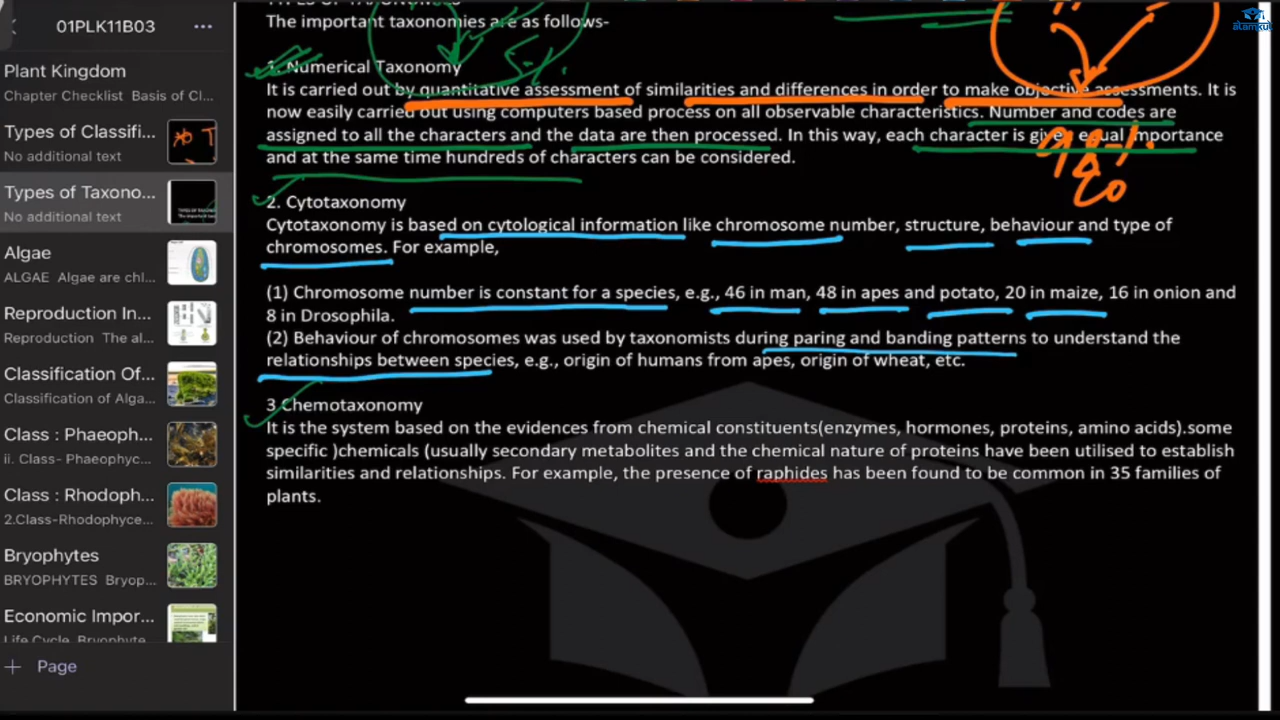 01PLK11B03
Plant Kingdom
Chapter Checklist Basis of Cl...
Types of Classifi...
No additional text
Types of Taxono...
No additional text
Algae
ALGAE Algae are chl...
Reproduction In...
Reproduction The al...
Classification Of...
Classification of Alga...
Class : Phaeoph...
ii. Class- Phaeophyc...
Class : Rhodoph...
2.Class-Rhodophyce...
Bryophytes
BRYOPHYTES Bryop...
Economic Impor...
Life Cycle, Bryophyte
+ Page
The important taxonomies are as follows-
1. Numerical Taxonomy
It is carried out by quantitative assessment of similarities and differences in order to make objective assessments. It is
now easily carried out using computers based process on all observable characteristics. Number and codes are
assigned to all the characters and the data are then processed. In this way, each character is given equal importance
and at the same time hundreds of characters can be considered.
2. Cytotaxonomy
Cytotaxonomy is based on cytological information like chromosome number, structure, behaviour and type of
chromosomes. For example,
(1) Chromosome number is constant for a species, e.g., 46 in man, 48 in apes and potato, 20 in maize, 16 in onion and
8 in Drosophila.
(2) Behaviour of chromosomes was used by taxonomists during paring and banding patterns to understand the
relationships between species, e.g., origin of humans from apes, origin of wheat, etc.
3.Chemotaxonomy
It is the system based on the evidences from chemical constituents(enzymes, hormones, proteins, amino acids).some
specific )chemicals (usually secondary metabolites and the chemical nature of proteins have been utilised to establish
similarities and relationships. For example, the presence of raphides has been found to be common in 35 families of
plants.